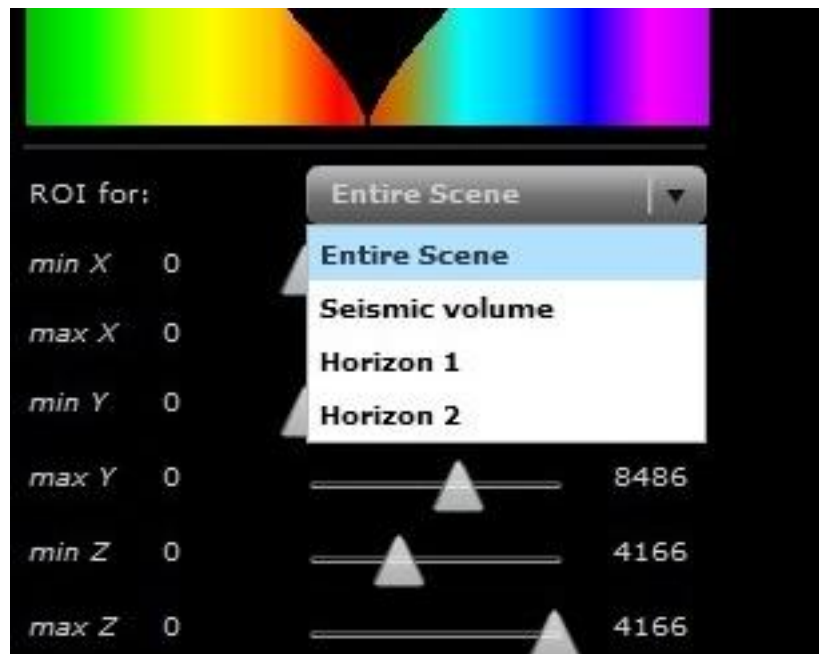 ROI for: Entire Scene
Entire Scene
min X 0
Seismic volume
max X 0
Horizon 1
min Y 0
Horizon 2
max Y 0 8486
min Z 0 4166
max Z 0 4166